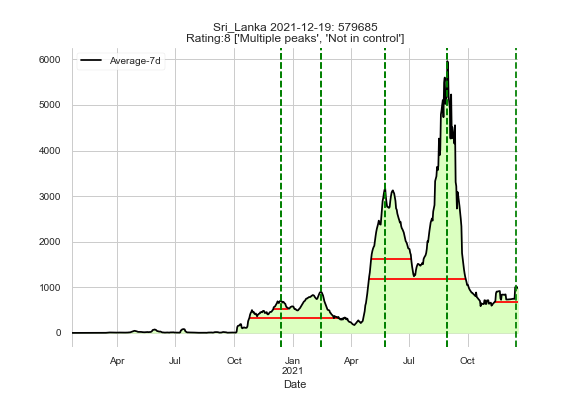 Sri_Lanka 2021-12-19: 579685
Rating:8 ['Multiple peaks', 'Not in control']
Average-7d
6000
5000
4000
3000
2000
1000
0
Apr Jul Oct Jan Apr Jul Oct
2021
Date